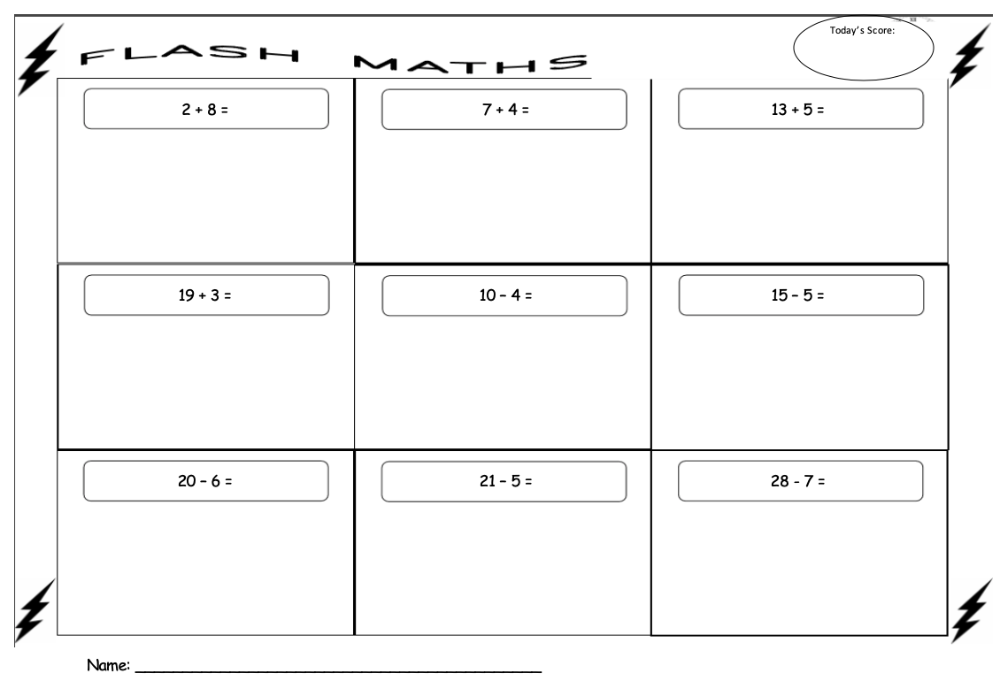 FLASH MATHS
Today's Score:
2 + 8 =
7 + 4 =
13 + 5 =
19 + 3 =
10 – 4 =
15 – 5 =
20 – 6 =
21 – 5 =
28 - 7 =
Name: ______________________________________________